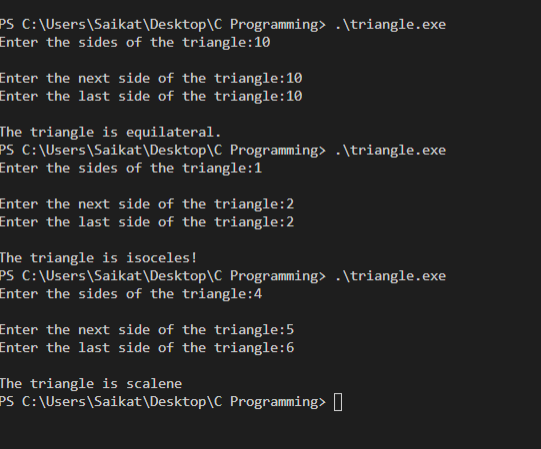 PS C:\Users\Saikat\Desktop\C Programming> .\triangle.exe
Enter the sides of the triangle:10
Enter the next side of the triangle:10
Enter the last side of the triangle:10
The triangle is equilateral.
PS C:\Users\Saikat\Desktop\C Programming> .\triangle.exe
Enter the sides of the triangle:1
Enter the next side of the triangle:2
Enter the last side of the triangle:2
The triangle is isoceles!
PS C:\Users\Saikat\Desktop\C Programming> .\triangle.exe
Enter the sides of the triangle:4
Enter the next side of the triangle:5
Enter the last side of the triangle:6
The triangle is scalene
PS C:\Users\Saikat\Desktop\C Programming>